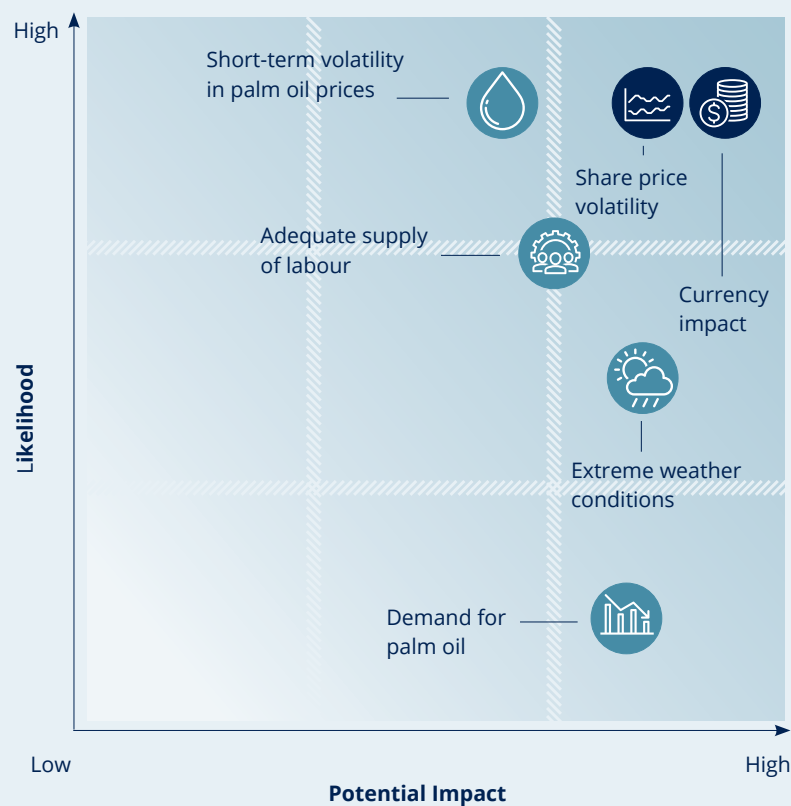 High
Short-term volatility
in palm oil prices
$
Share price
volatility
Adequate supply
of labour
Currency
impact
Likelihood
Extreme weather
conditions
Demand for
palm oil
Low
High
Potential Impact